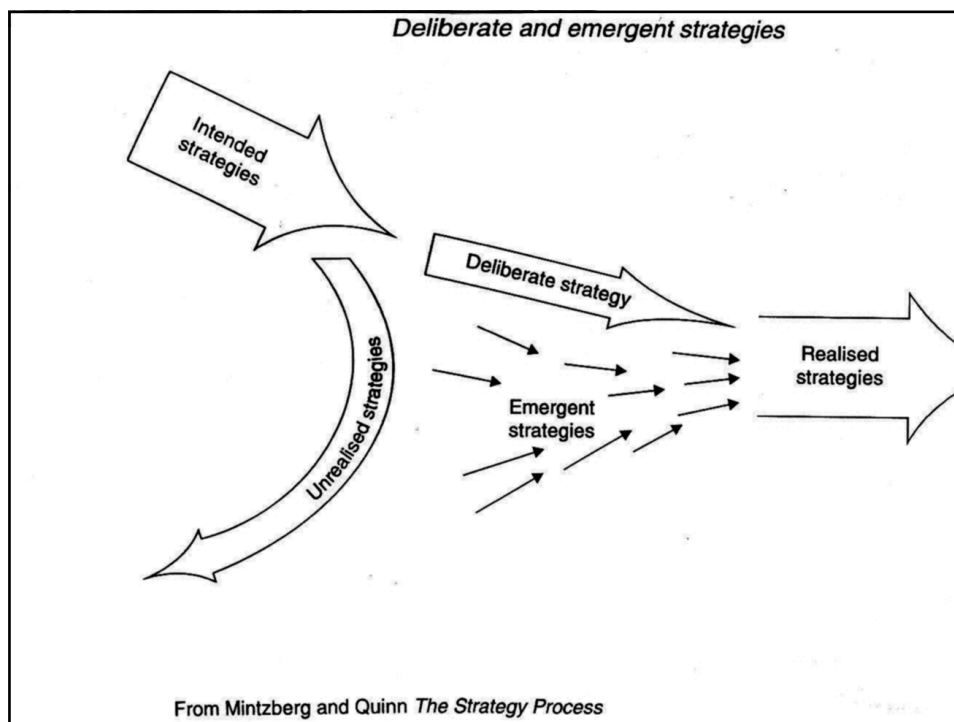 Deliberate and emergent strategies
Intended
strategies
Deliberate strategy
Unrealised strategies
Emergent
strategies
Realised
strategies
From Mintzberg and Quinn The Strategy Process